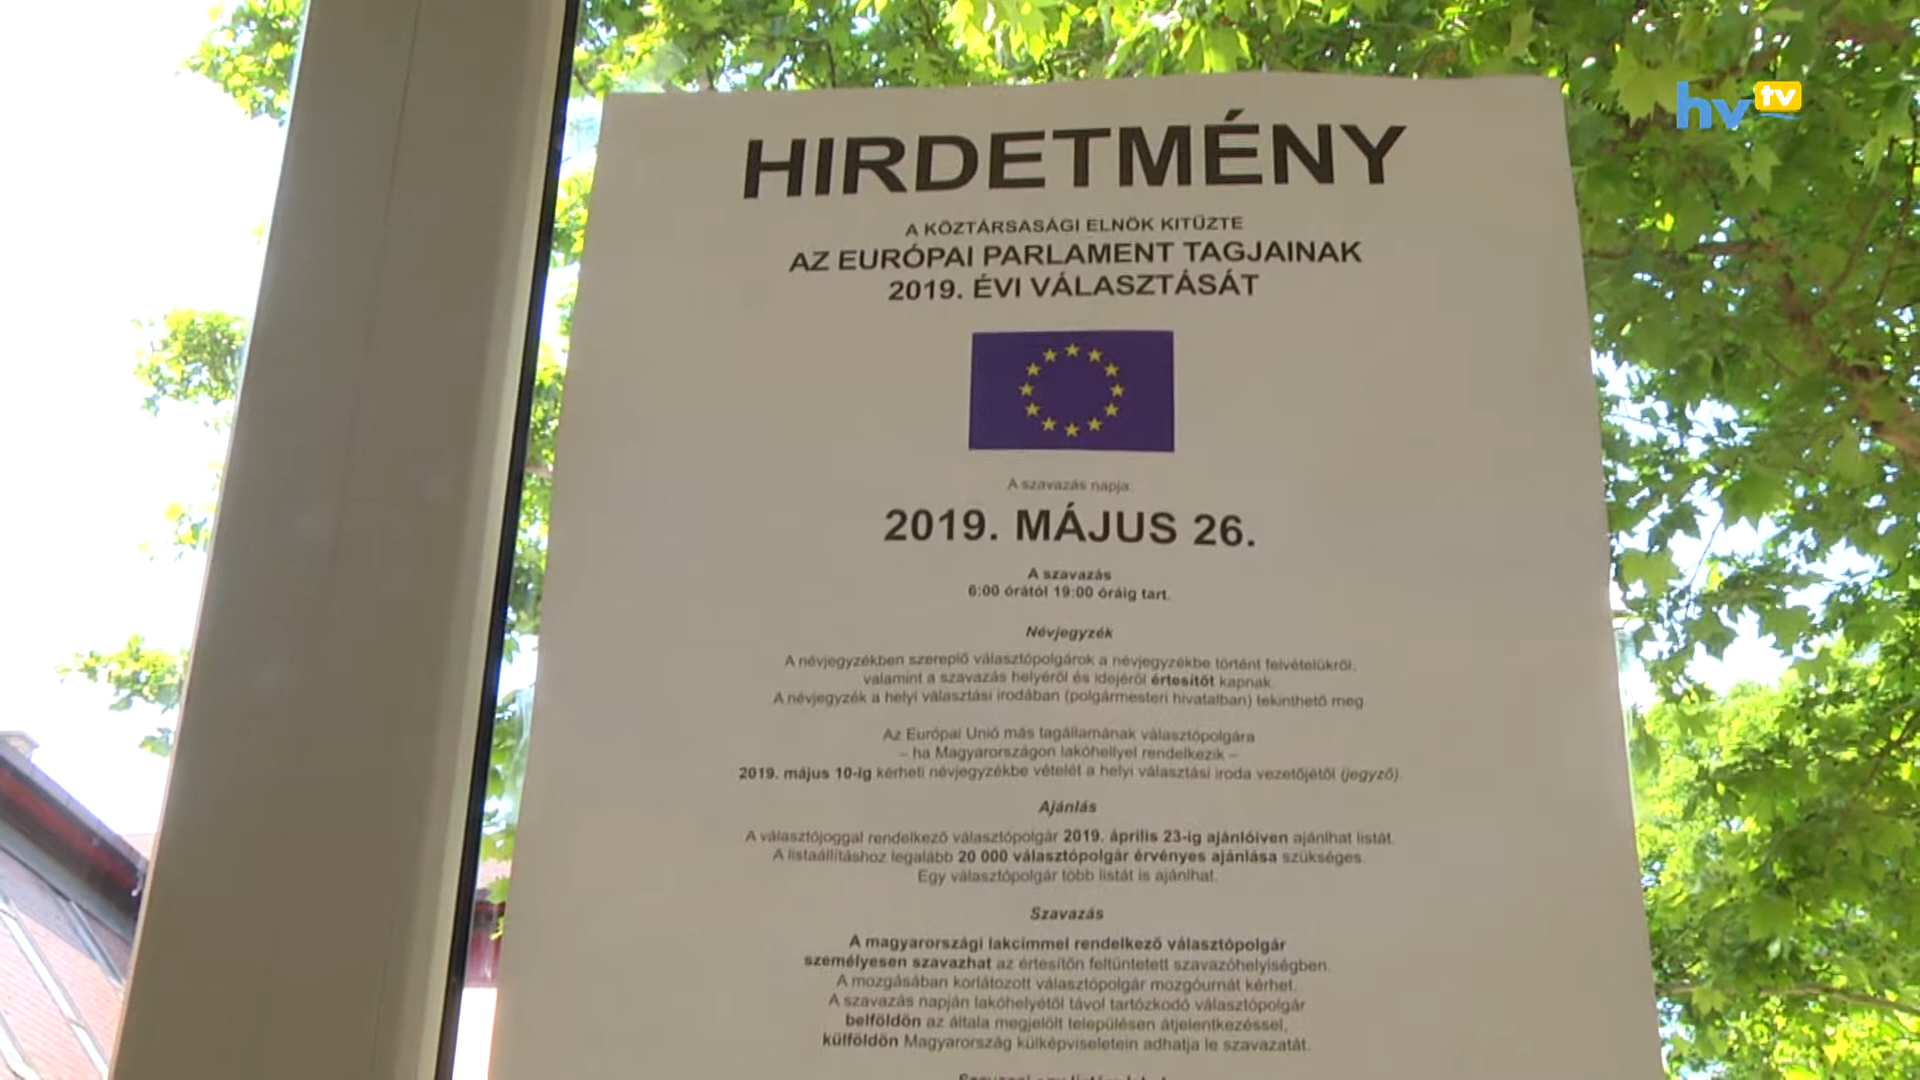 hv tv
HIRDETMÉNY
A KÖZTÁRSASÁGI ELNÖK KITŰZTE
AZ EURÓPAI PARLAMENT TAGJAINAK
2019. ÉVI VÁLASZTÁSÁT
A szavazás napja:
2019. MÁJUS 26.
A szavazás
6:00 órától 19:00 óráig tart.
Névjegyzék
A névjegyzékben szereplő választópolgárok a névjegyzékbe történt felvételükről,
valamint a szavazás helyéről és idejéről értesítőt kapnak.
A névjegyzék a helyi választási irodában (polgármesteri hivatalban) tekinthető meg.
Az Európai Unió más tagállamának választópolgára
– ha Magyarországon lakóhellyel rendelkezik –
2019. május 10-ig kérheti névjegyzékbe vételét a helyi választási iroda vezetőjétől (jegyző).
Ajánlás
A választójoggal rendelkező választópolgár 2019. április 23-ig ajánlóíven ajánlhat listát.
A listaállításhoz legalább 20 000 választópolgár érvényes ajánlása szükséges.
Egy választópolgár több listát is ajánlhat.
Szavazás
A magyarországi lakcímmel rendelkező választópolgár
személyesen szavazhat az értesítőn feltüntetett szavazóhelyiségben.
A mozgásában korlátozott választópolgár mozgóurnát kérhet.
A szavazás napján lakóhelyétől távol tartózkodó választópolgár
belföldön az általa megjelölt településen átjelentkezéssel,
külföldön Magyarország külképviseletein adhatja le szavazatát.